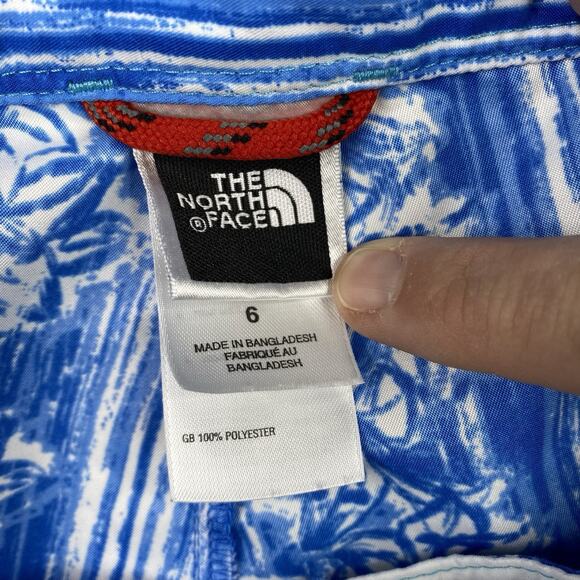 THE
NORTH
® FACE
6
MADE IN BANGLADESH
FABRIQUÉ AU
BANGLADESH
GB 100% POLYESTER